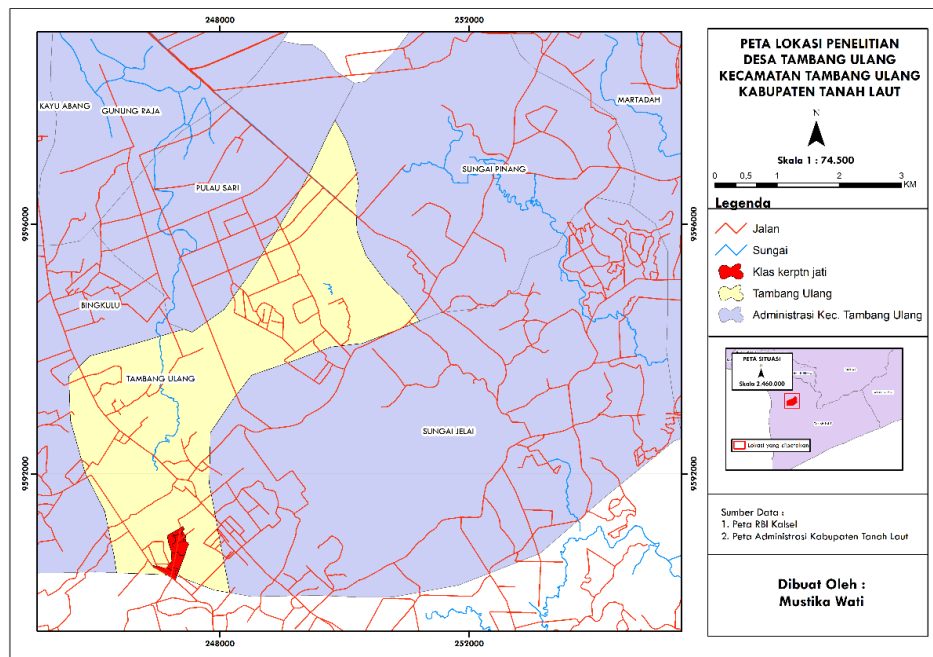 248000
252000
9596000
9592000
KAYU ABANG
GUNUNG RAJA
MARTADAH
PULAU SARI
SUNGAI PINANG
BINGKULU
TAMBANG ULANG
SUNGAI JELAI
9596000
9592000
248000
252000
PETA LOKASI PENELITIAN
DESA TAMBANG ULANG
KECAMATAN TAMBANG ULANG
KABUPATEN TANAH LAUT
N
Skala 1 : 74.500
0 0,5 1 2 3
KM
Legenda
Jalan
Sungai
Klas kerptn jati
Tambang Ulang
Administrasi Kec. Tambang Ulang
PETA SITUASI
Skala 2.460.000
Lokasi yang dipetakan
Sumber Data :
1. Peta RBI Kalsel
2. Peta Administrasi Kabupaten Tanah Laut
Dibuat Oleh :
Mustika Wati